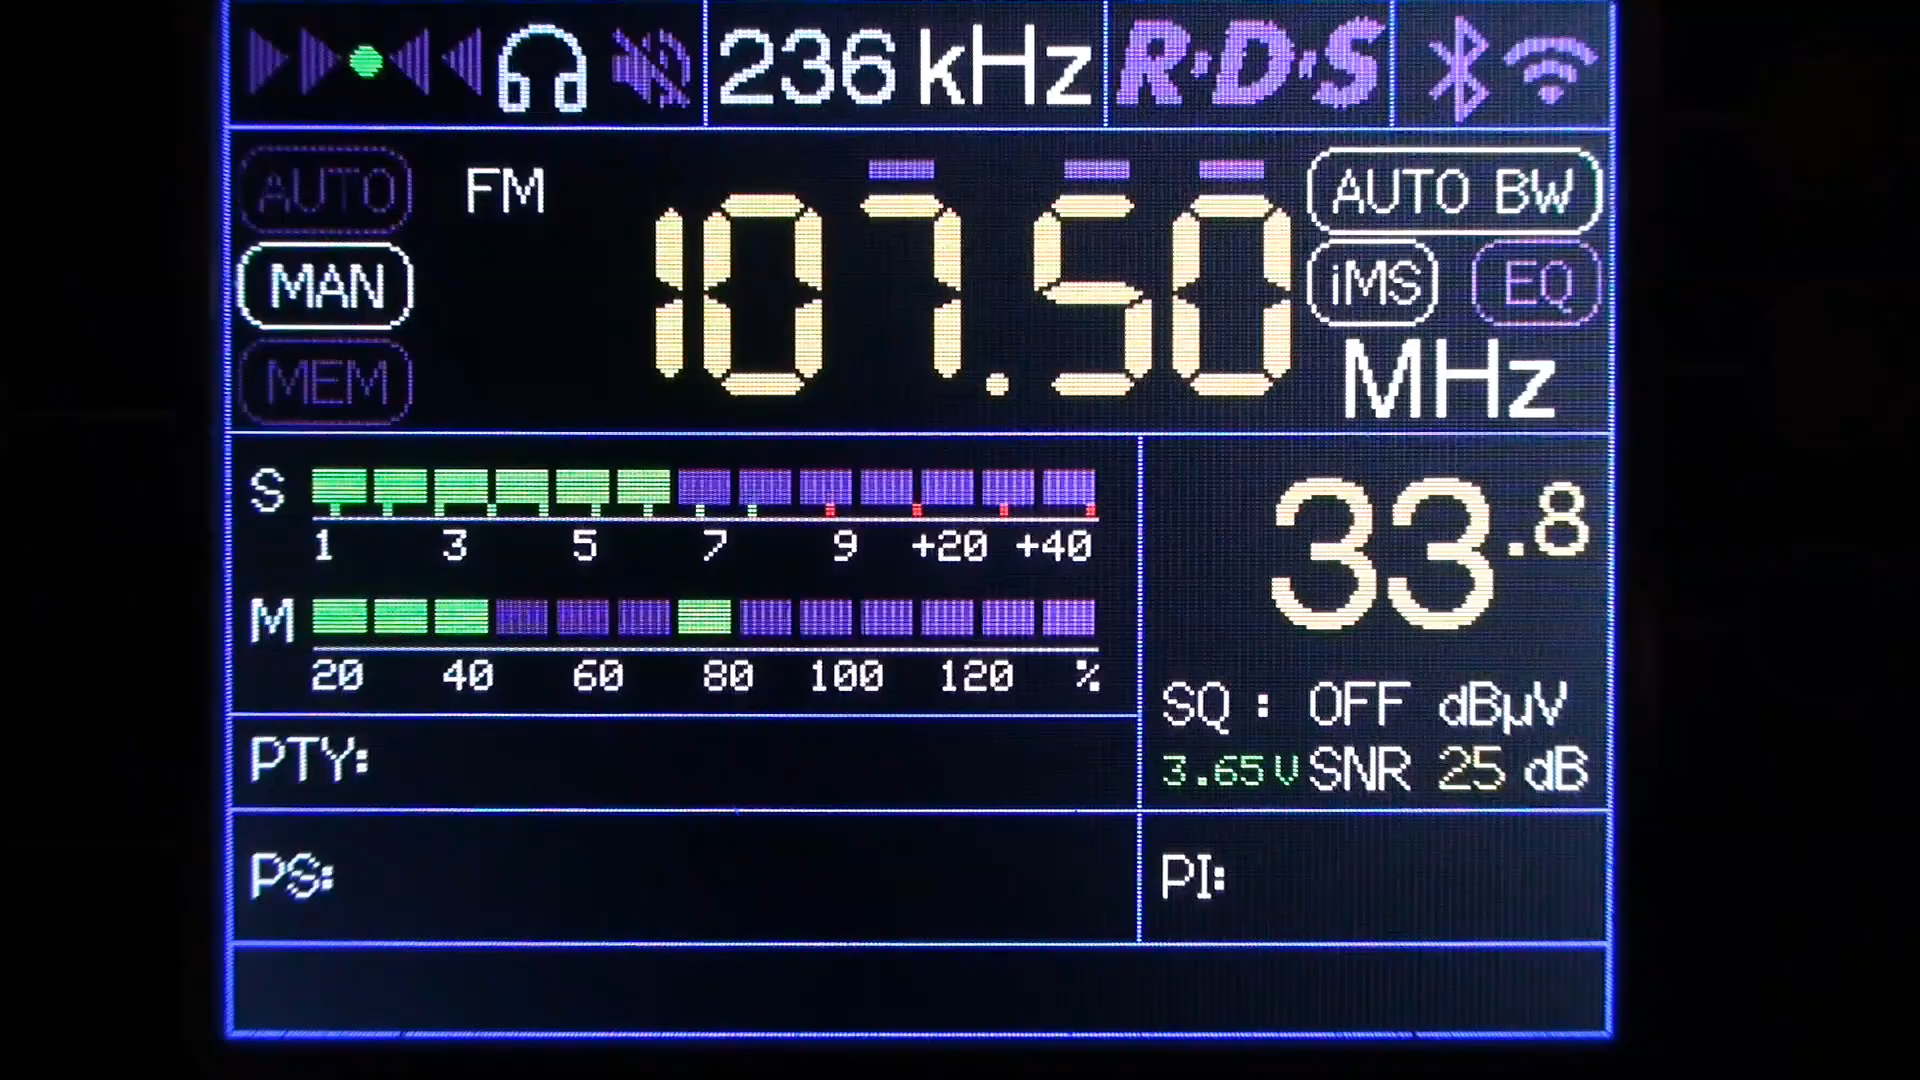 236 kHz R·D·S
AUTO FM 107.50 AUTO BW
MAN iMS EQ
MEM MHz
S
1 3 5 7 9 +20 +40
33.8
M
20 40 60 80 100 120 %
SQ : OFF dBµV
PTY: 3.65V SNR 25 dB
PS: PI: